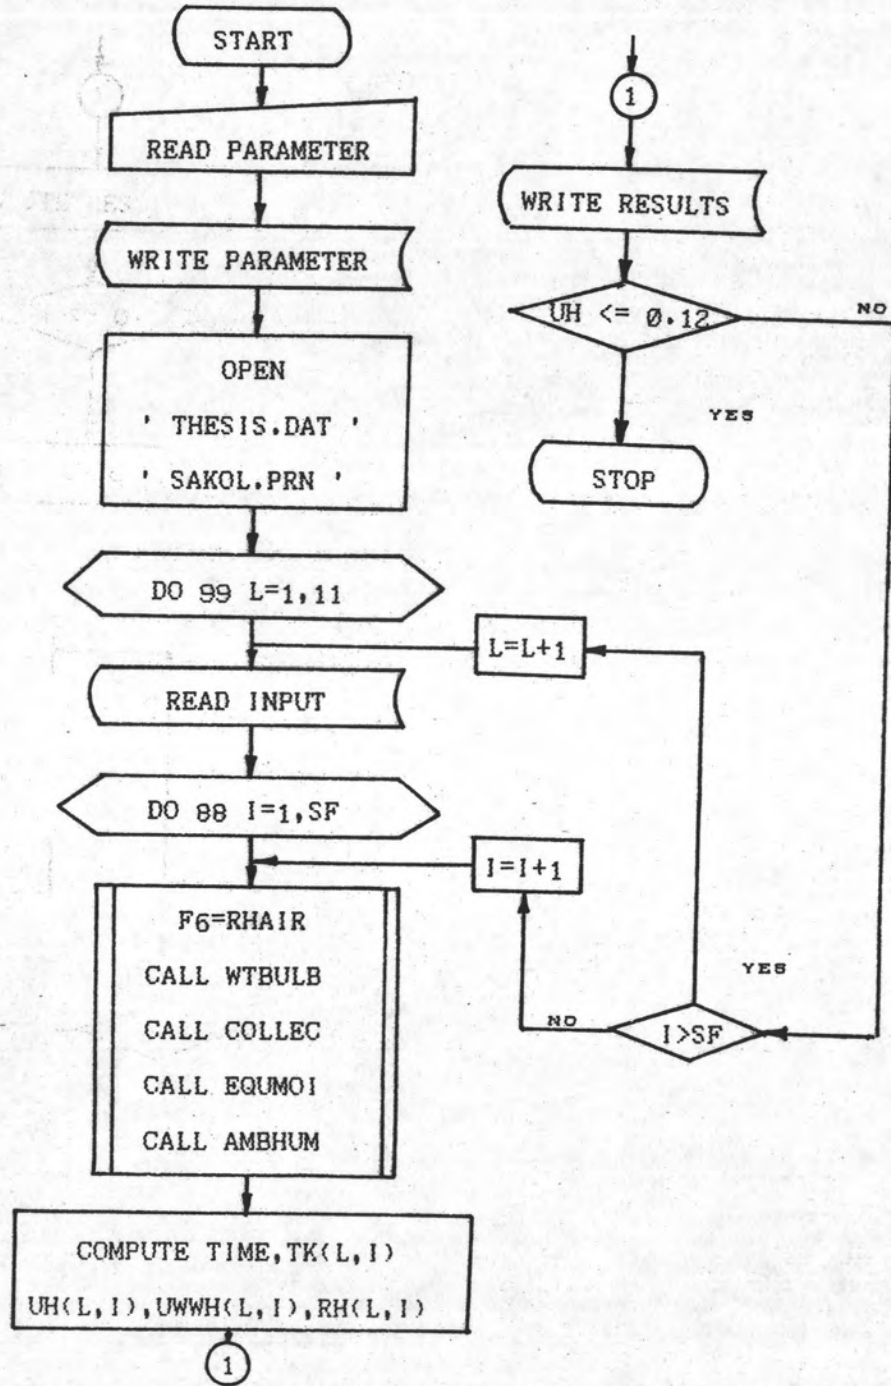 START
READ PARAMETER
WRITE PARAMETER
OPEN
' THESIS.DAT '
' SAKOL.PRN '
DO 99 L=1,11
L=L+1
READ INPUT
DO 88 I=1,SF
I=I+1
F6=RHAIR
CALL WTBULB
CALL COLLEC
CALL EQUMOI
CALL AMBHUM
COMPUTE TIME,TK(L,I)
UH(L,I),UWWH(L,I),RH(L,I)
1
1
WRITE RESULTS
UH <= 0.12
NO
YES
STOP
YES
NO
I>SF